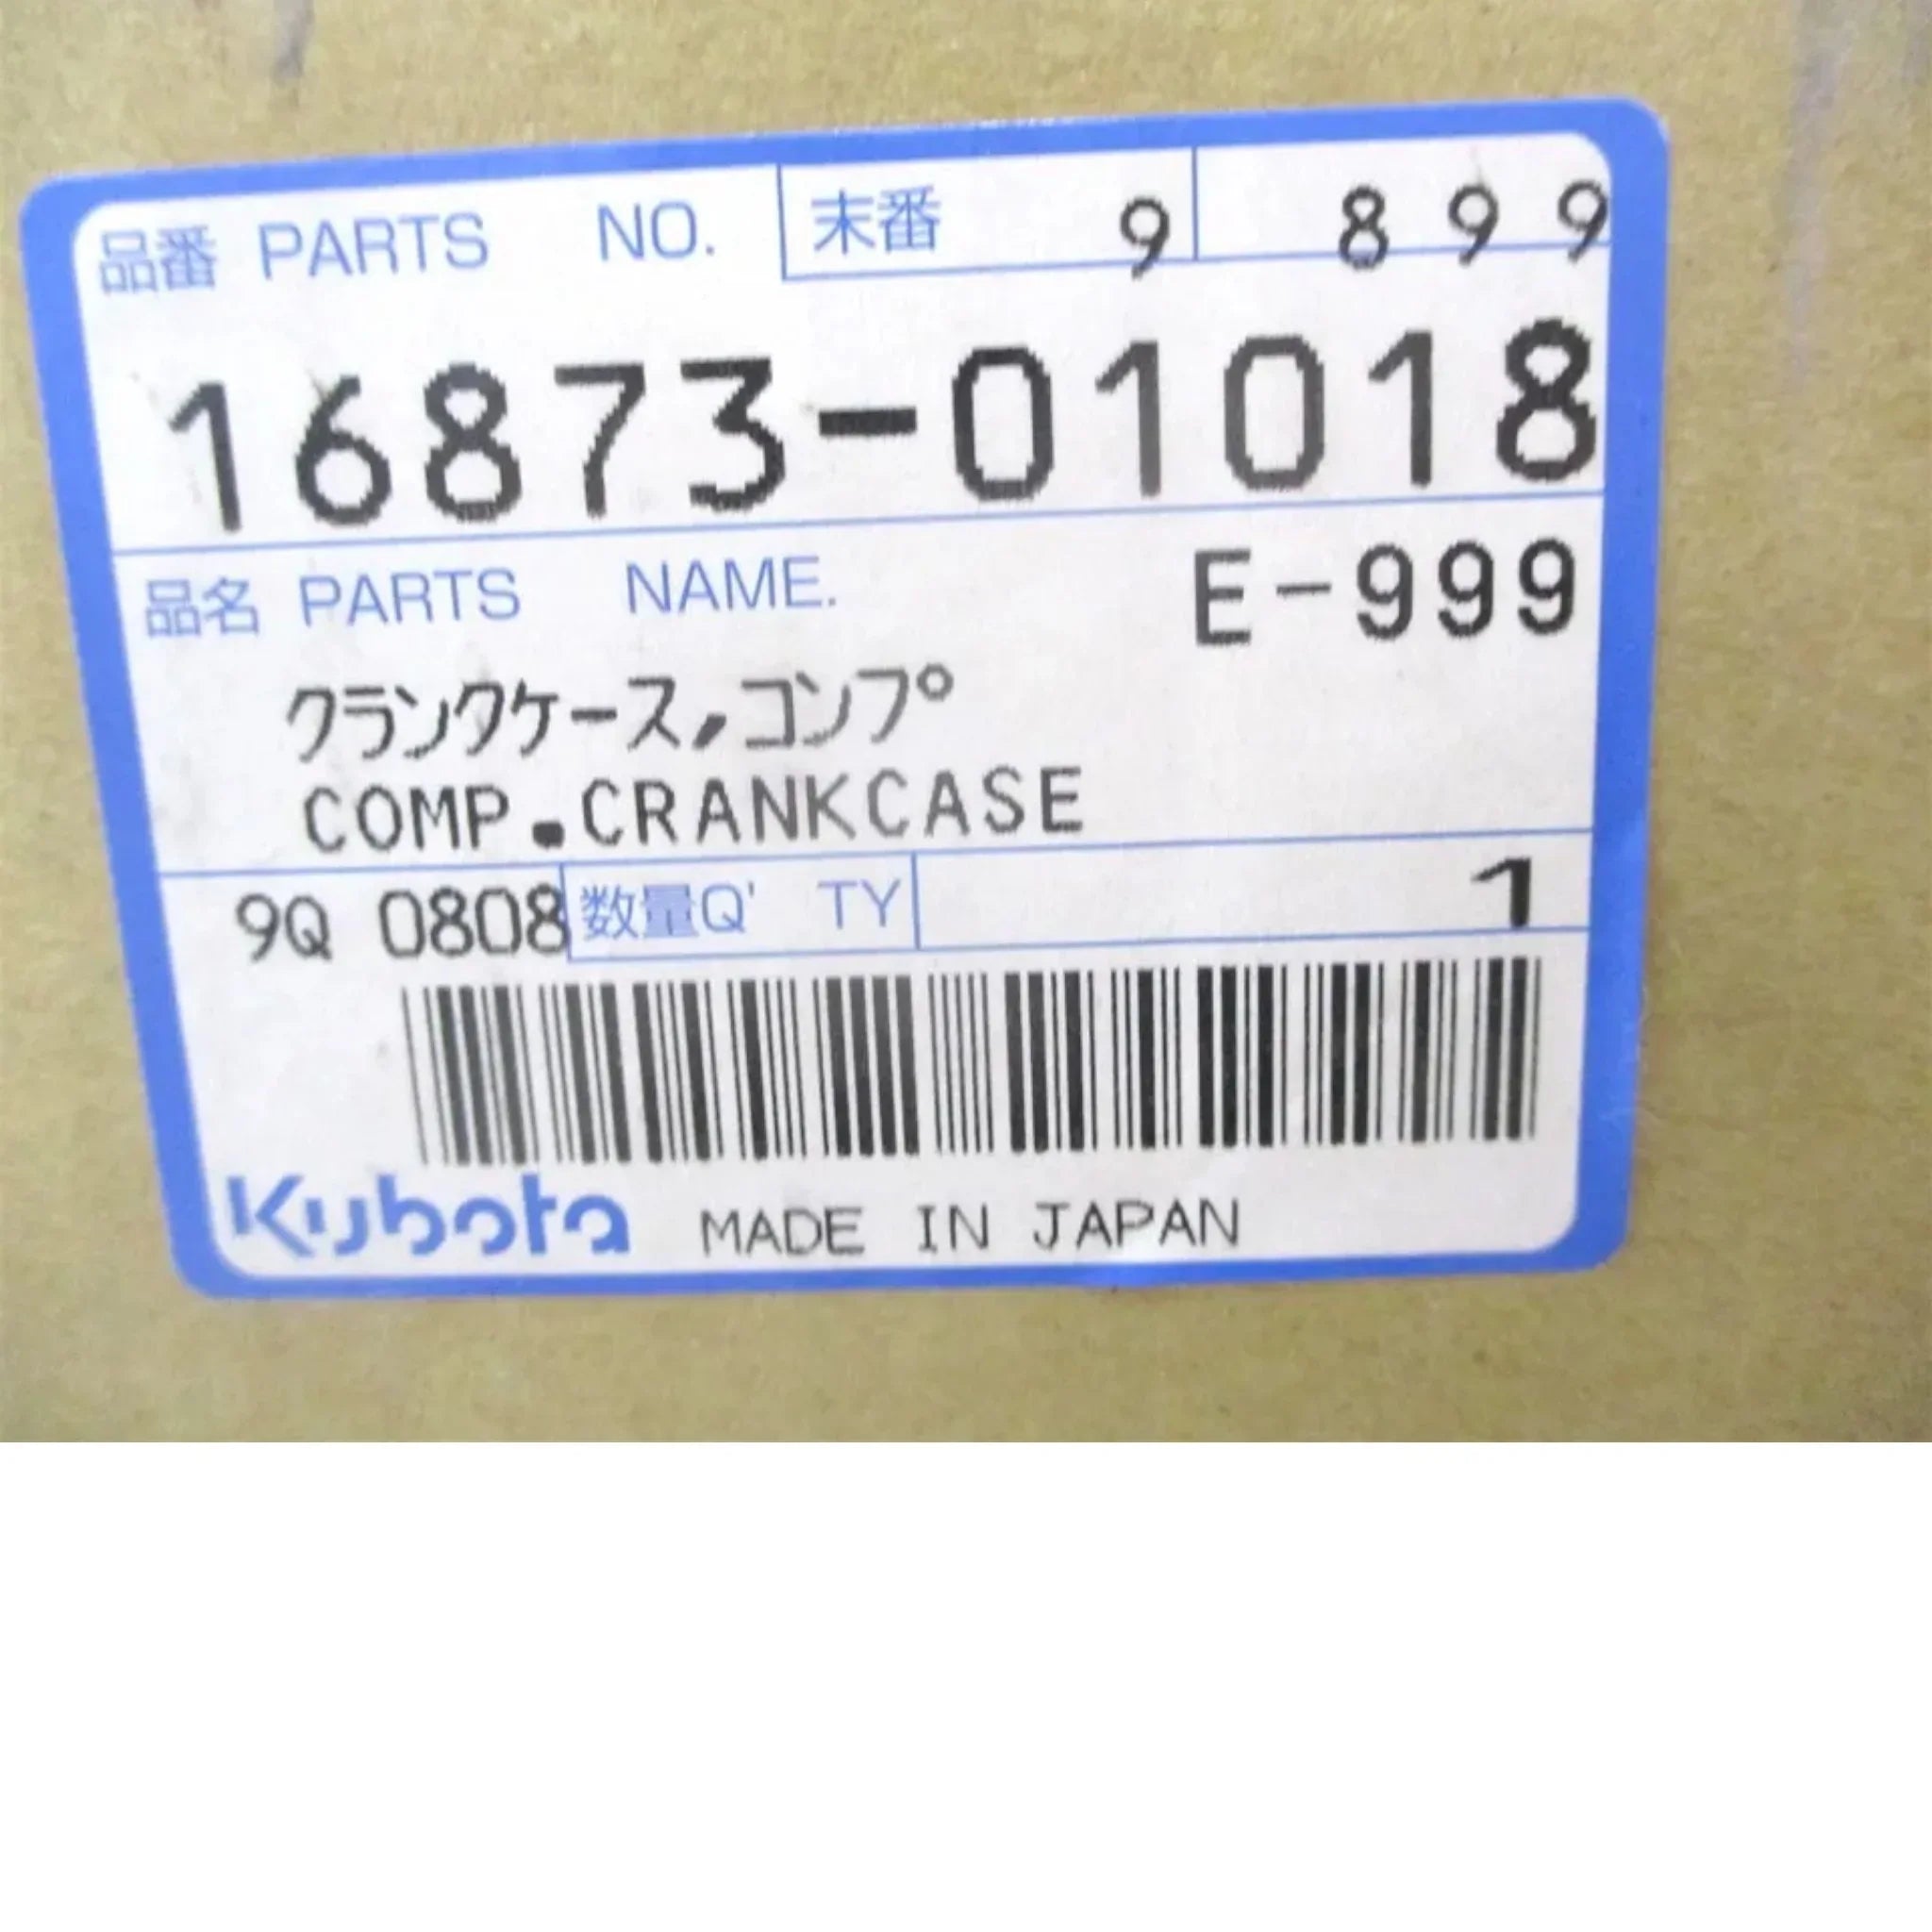 品番 PARTS NO. 末番 9 899
16873-01018
品名 PARTS NAME. E-999
クランクケース,コンプ
COMP.CRANKCASE
9Q 0808 数量Q'TY 1
Kubota MADE IN JAPAN